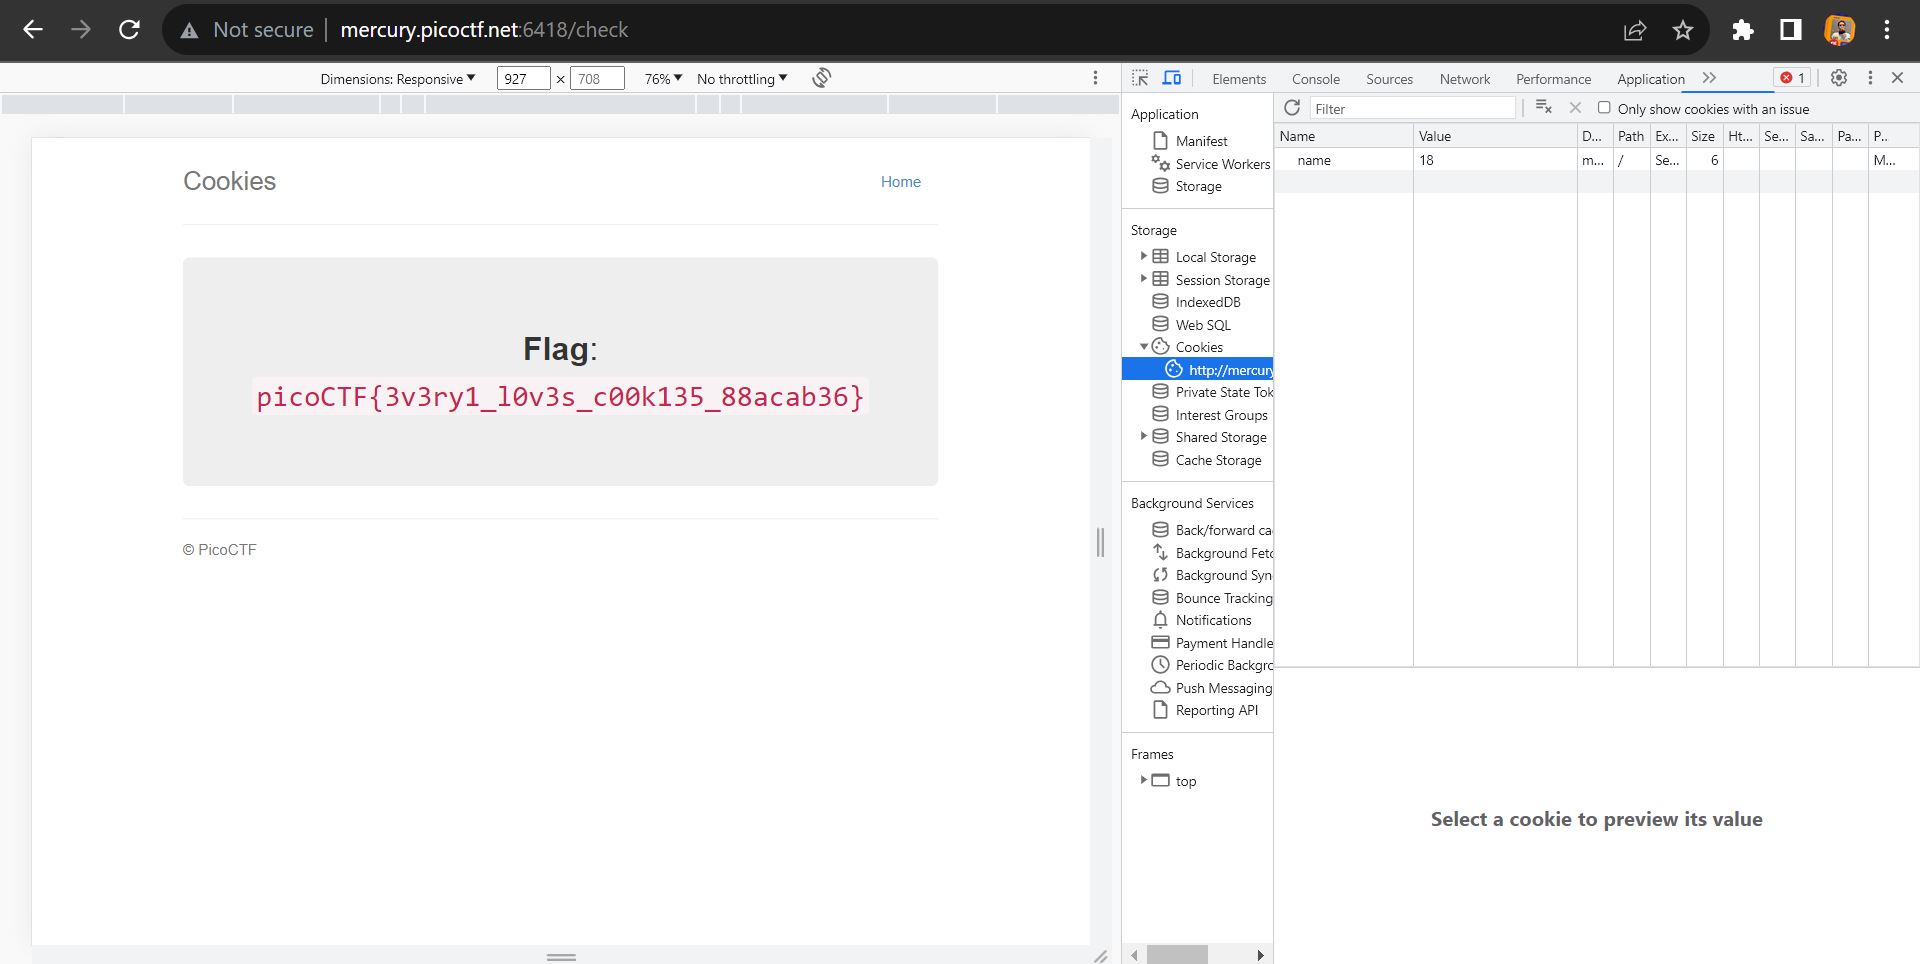 Not secure | mercury.picoctf.net:6418/check
Dimensions: Responsive ▼ 927 × 708 76% ▼ No throttling ▼
Elements Console Sources Network Performance Application 1
Cookies
Home
Flag:
picoCTF{3v3ry1_l0v3s_c00k135_88acab36}
© PicoCTF
Application
Manifest
Service Workers
Storage
Storage
Local Storage
Session Storage
IndexedDB
Web SQL
Cookies
http://mercury
Private State Tok
Interest Groups
Shared Storage
Cache Storage
Background Services
Back/forward ca
Background Fetc
Background Syn
Bounce Tracking
Notifications
Payment Handle
Periodic Backgrc
Push Messaging
Reporting API
Frames
top
Filter Only show cookies with an issue
Name Value D... Path Ex... Size Ht... Se... Sa... Pa... P..
name 18 m... / Se... 6 M...
Select a cookie to preview its value